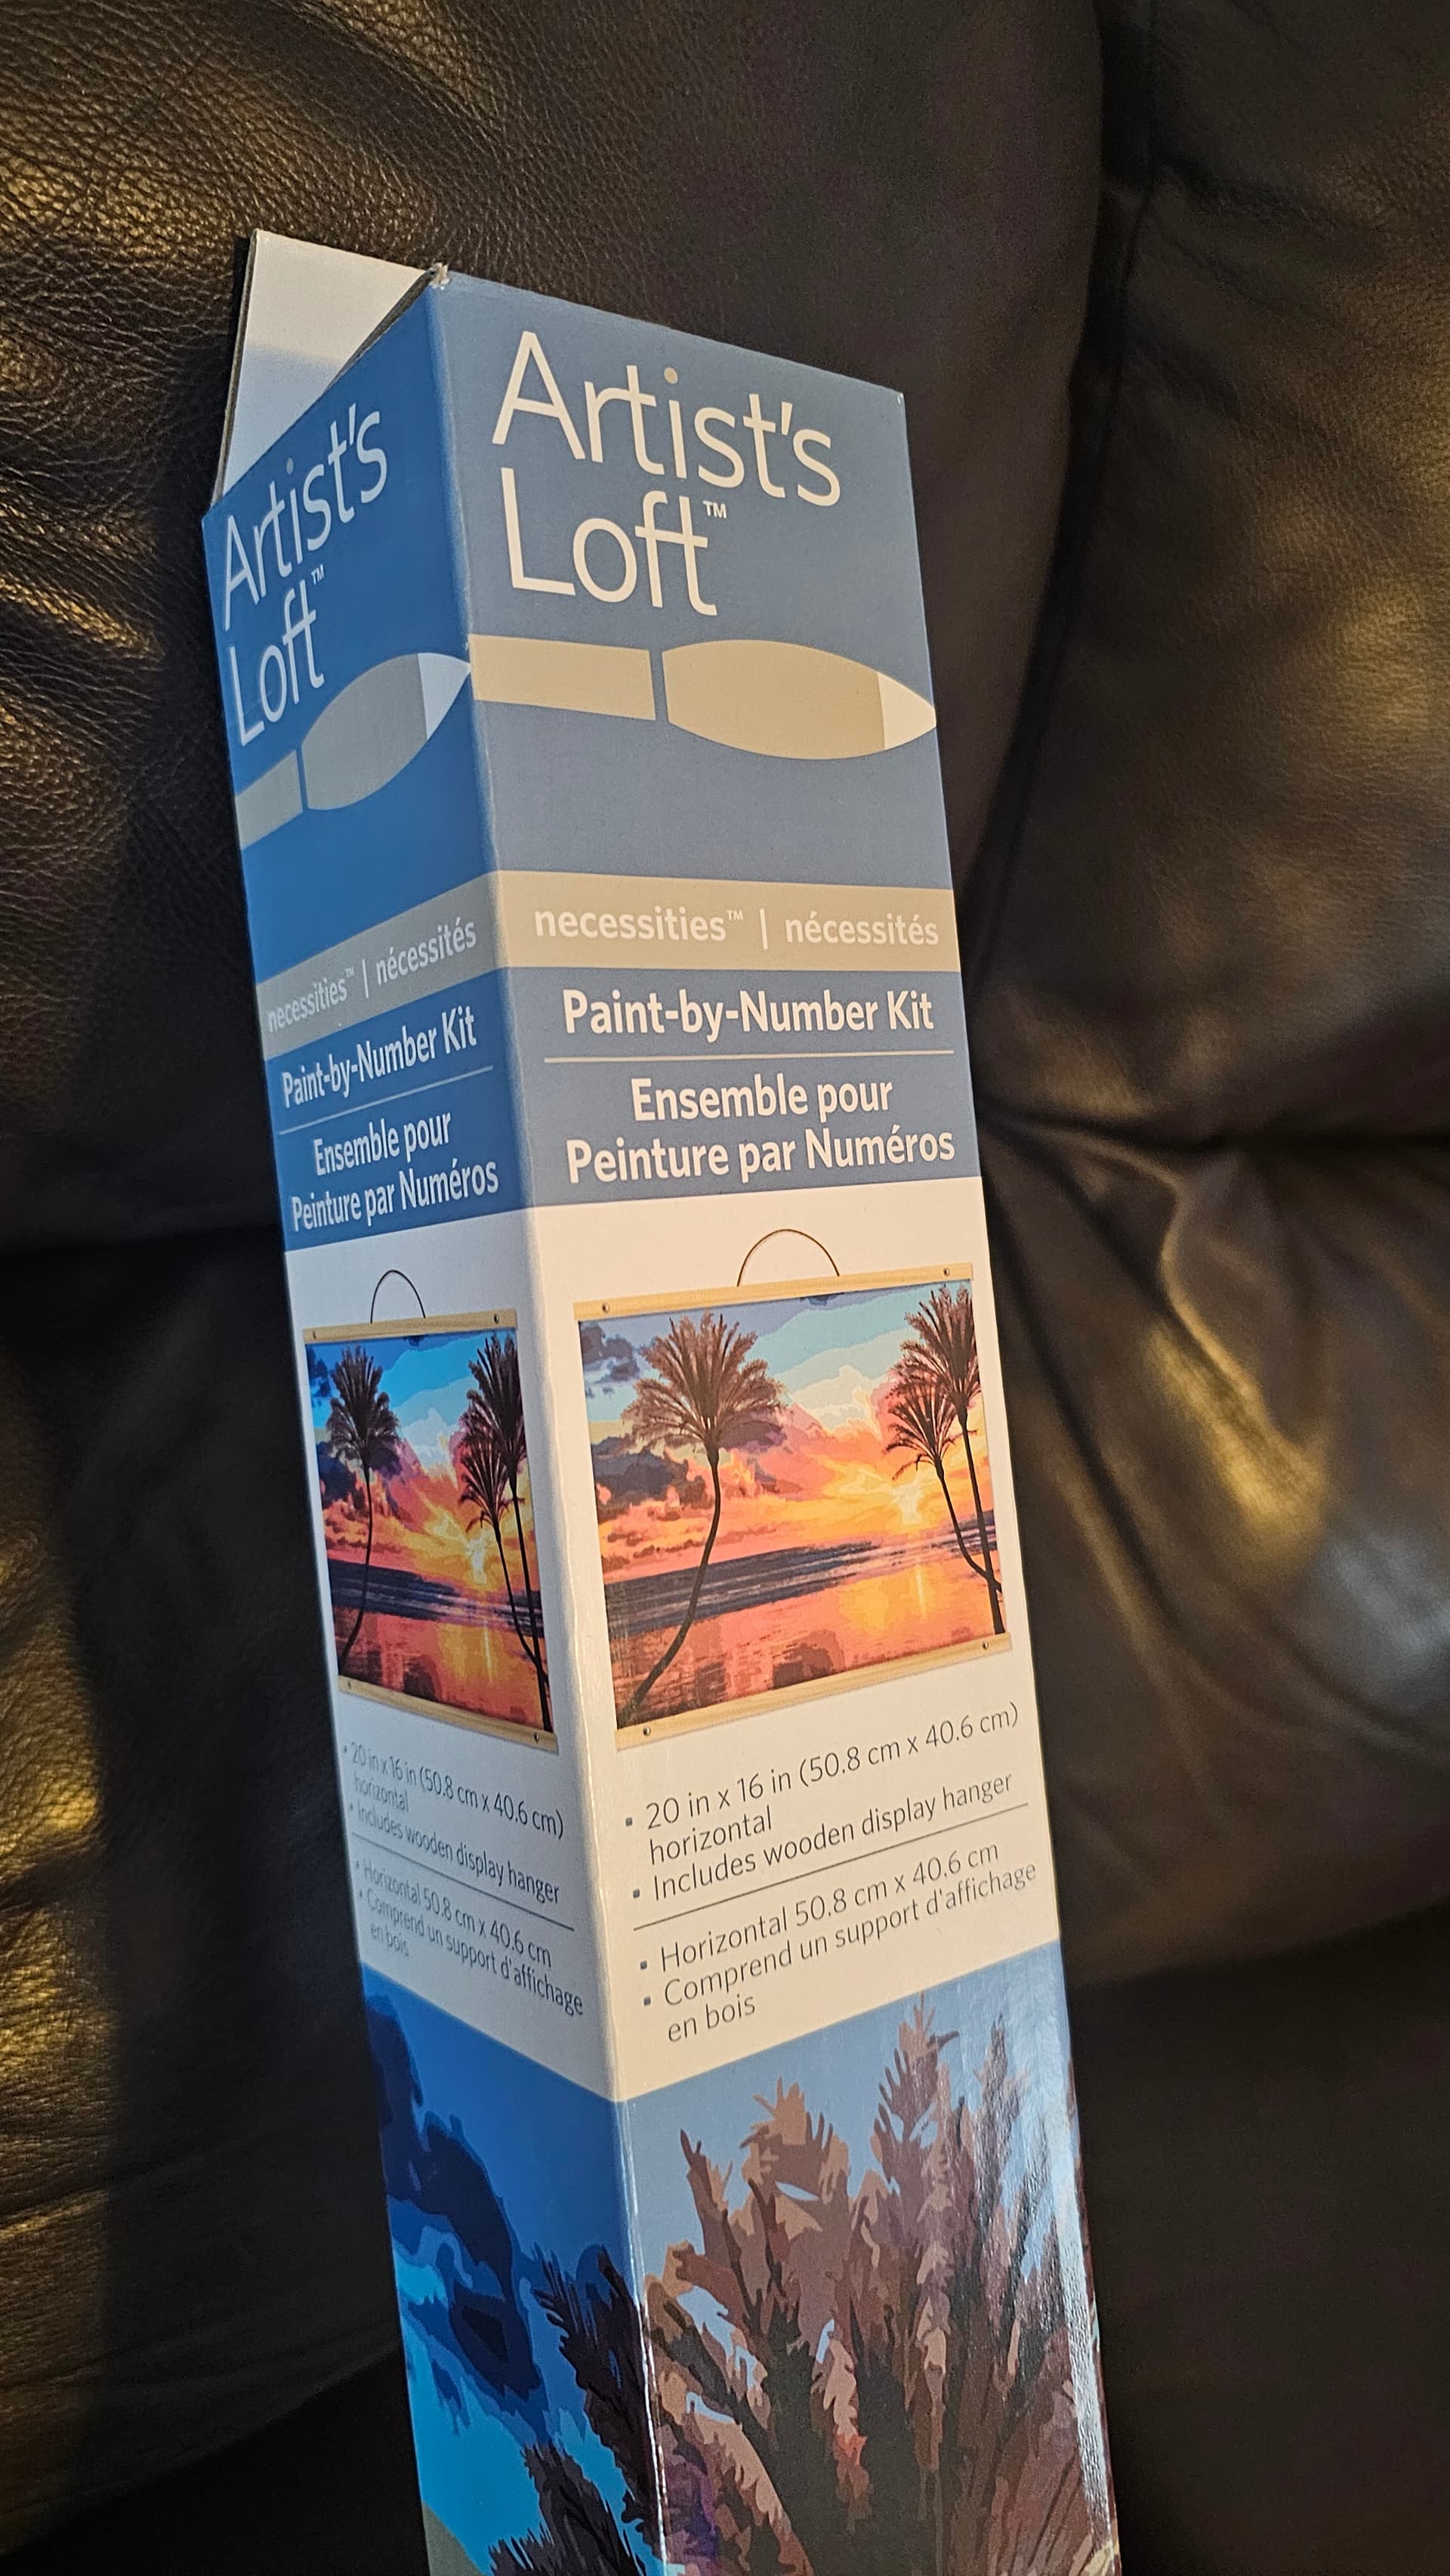 Artist's
Loft™
necessities™ | nécessités
Paint-by-Number Kit
Ensemble pour
Peinture par Numéros
• 20 in x 16 in (50.8 cm x 40.6 cm)
horizontal
• Includes wooden display hanger
• Horizontal 50.8 cm x 40.6 cm
• Comprend un support d'affichage
en bois
Artist's
Loft™
necessities™ | nécessités
Paint-by-Number Kit
Ensemble pour
Peinture par Numéros
• 20 in x 16 in (50.8 cm x 40.6 cm)
horizontal
• Includes wooden display hanger
• Horizontal 50.8 cm x 40.6 cm
• Comprend un support d'affichage
en bois